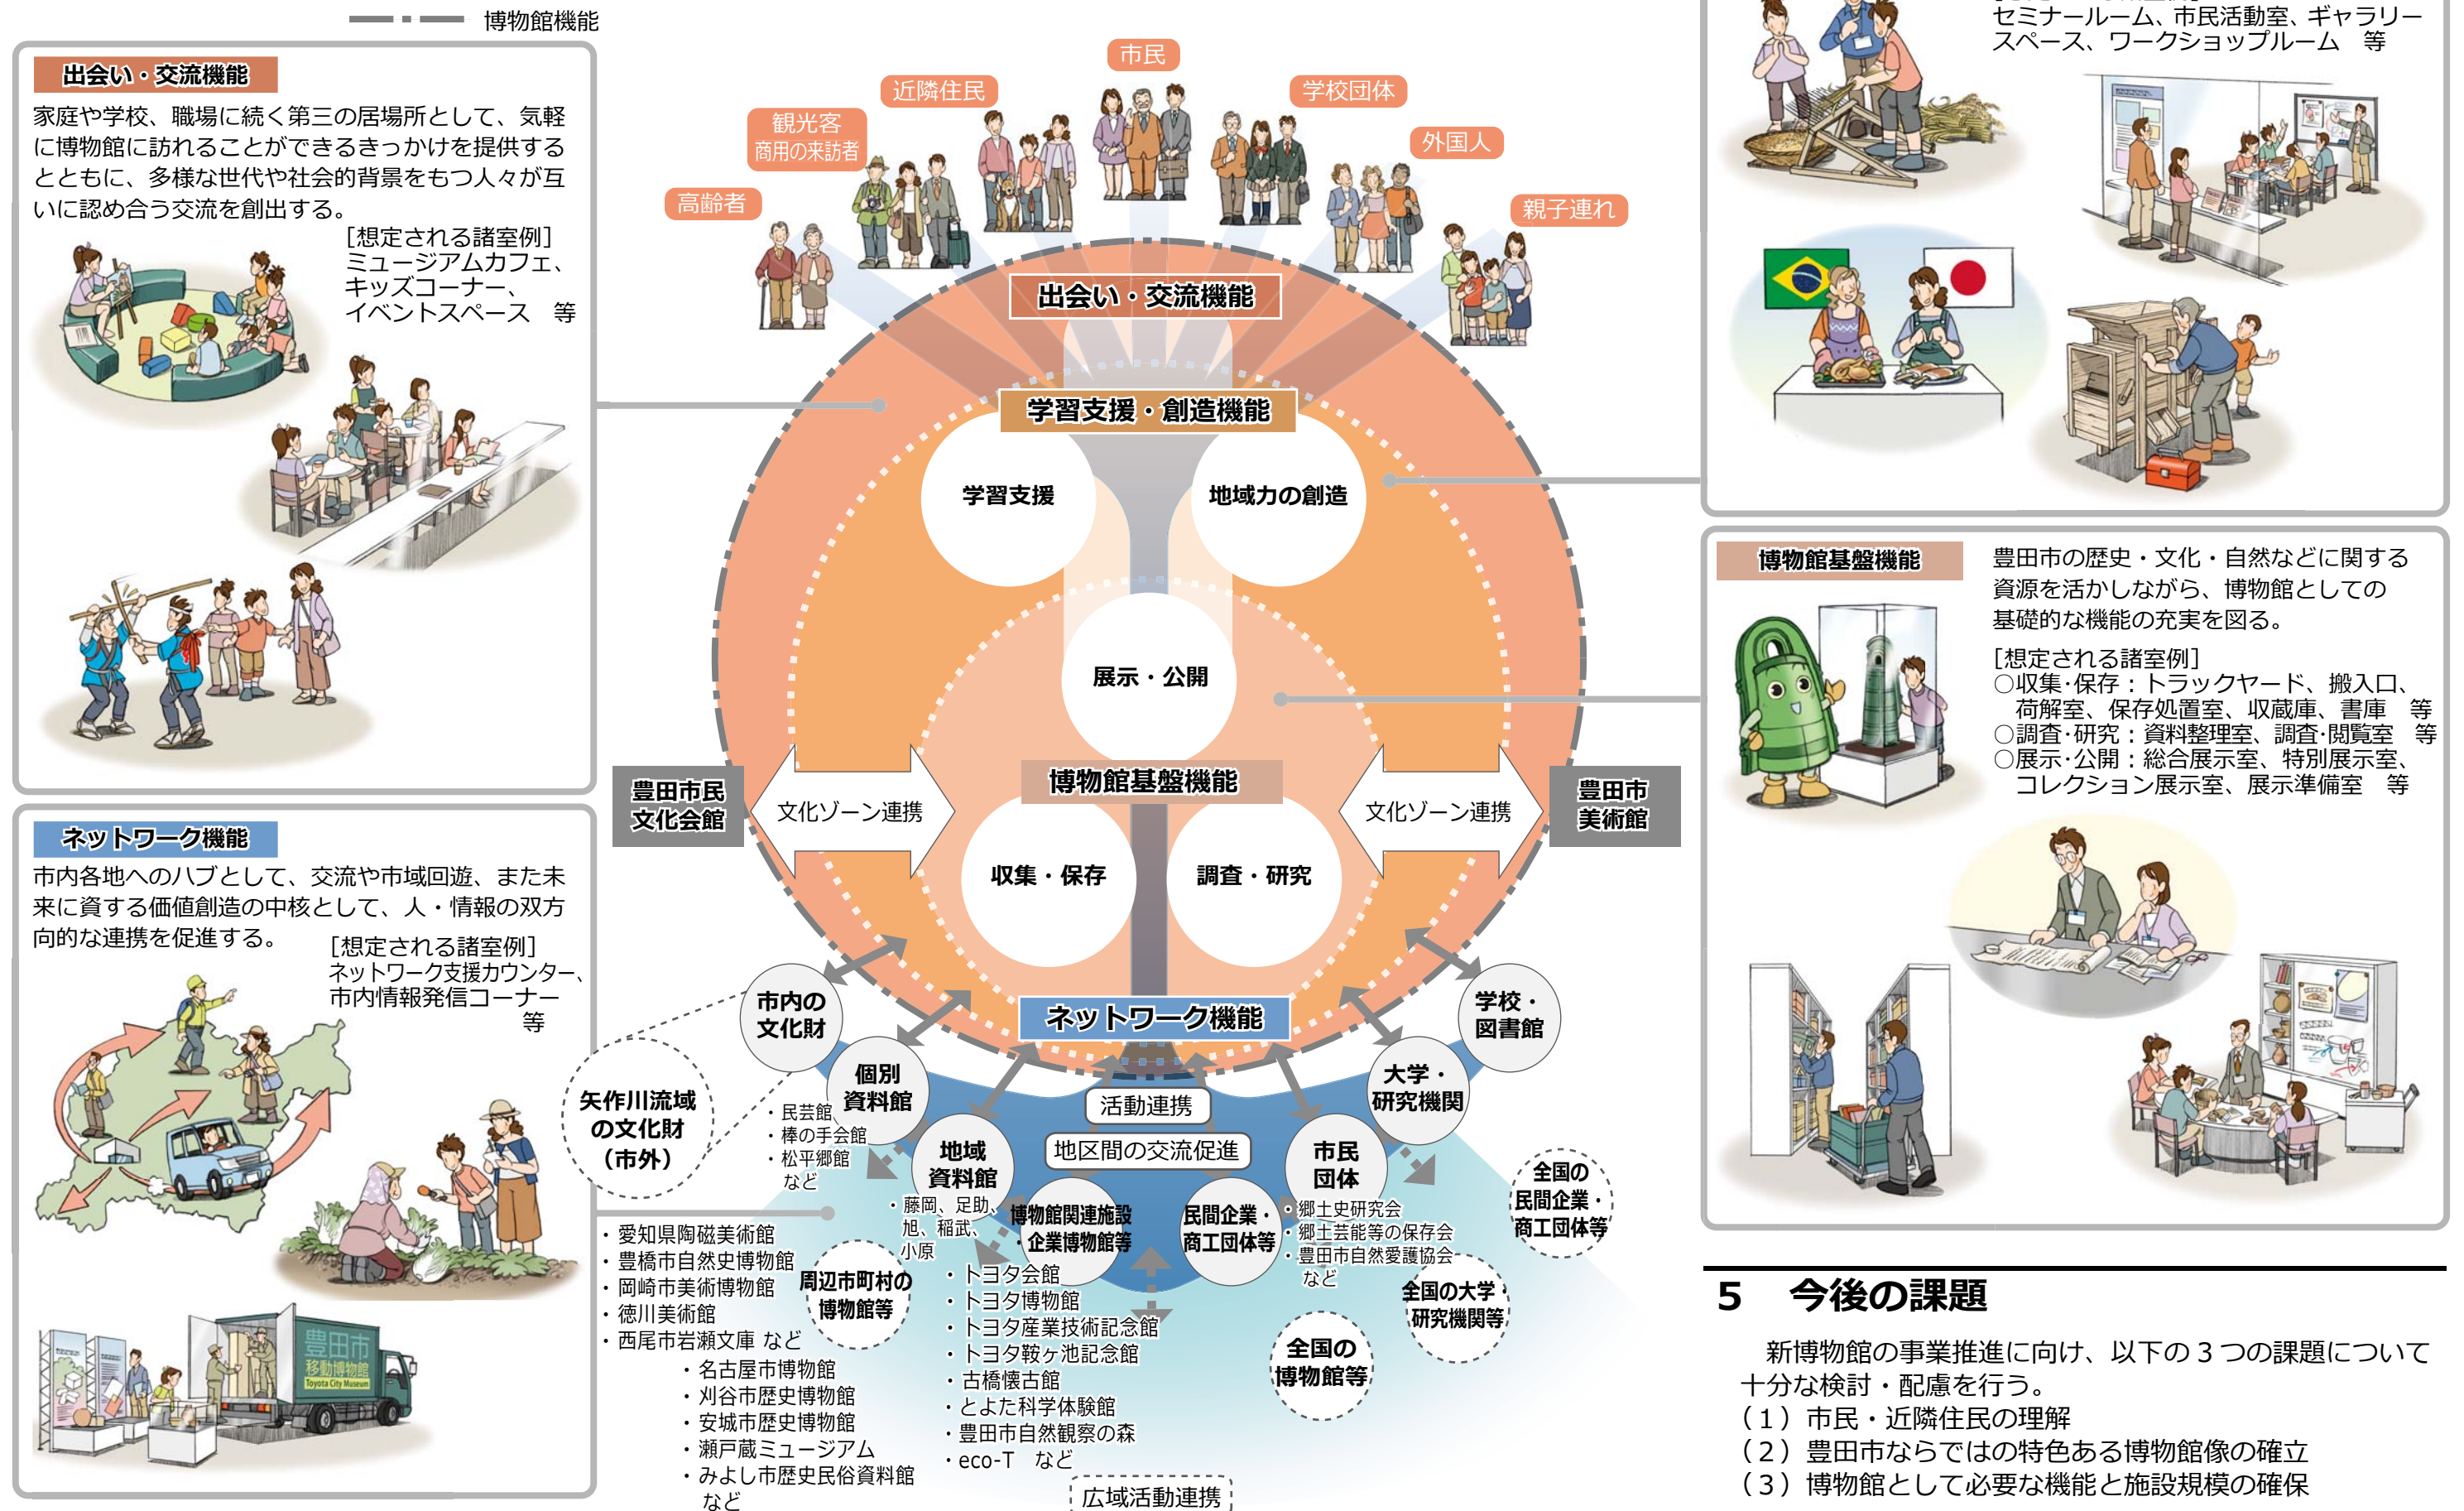 博物館機能
出会い・交流機能
家庭や学校、職場に続く第三の居場所として、気軽
に博物館に訪れることができるきっかけを提供する
とともに、多様な世代や社会的背景をもつ人々が互
いに認め合う交流を創出する。
［想定される諸室例］
ミュージアムカフェ、
キッズコーナー、
イベントスペース　等
ネットワーク機能
市内各地へのハブとして、交流や市域回遊、また未
来に資する価値創造の中核として、人・情報の双方
向的な連携を促進する。
［想定される諸室例］
ネットワーク支援カウンター、
市内情報発信コーナー
等
豊田市
移動博物館
Toyota City Museum
市民
近隣住民
学校団体
観光客
商用の来訪者
外国人
高齢者
親子連れ
出会い・交流機能
学習支援・創造機能
学習支援
地域力の創造
展示・公開
博物館基盤機能
豊田市民
文化会館
文化ゾーン連携
文化ゾーン連携
豊田市
美術館
収集・保存
調査・研究
ネットワーク機能
市内の
文化財
学校・
図書館
個別
資料館
・民芸館
・棒の手会館
・松平郷館
など
大学・
研究機関
矢作川流域
の文化財
（市外）
活動連携
地区間の交流促進
地域
資料館
・藤岡、足助、
旭、稲武、
小原
市民
団体
・郷土史研究会
・郷土芸能等の保存会
・豊田市自然愛護協会
など
博物館関連施設
・企業博物館等
民間企業・
商工団体等
・トヨタ会館
・トヨタ博物館
・トヨタ産業技術記念館
・トヨタ鞍ヶ池記念館
・古橋懐古館
・とよた科学体験館
・豊田市自然観察の森
・eco-T　など
周辺市町村の
博物館等
・愛知県陶磁美術館
・豊橋市自然史博物館
・岡崎市美術博物館
・徳川美術館
・西尾市岩瀬文庫 など
・名古屋市博物館
・刈谷市歴史博物館
・安城市歴史博物館
・瀬戸蔵ミュージアム
・みよし市歴史民俗資料館
など
全国の
民間企業・
商工団体等
全国の大学・
研究機関等
全国の
博物館等
広域活動連携
セミナールーム、市民活動室、ギャラリー
スペース、ワークショップルーム　等
博物館基盤機能
豊田市の歴史・文化・自然などに関する
資源を活かしながら、博物館としての
基礎的な機能の充実を図る。
［想定される諸室例］
○収集･保存：トラックヤード、搬入口、
荷解室、保存処置室、収蔵庫、書庫　等
○調査･研究：資料整理室、調査･閲覧室　等
○展示･公開：総合展示室、特別展示室、
コレクション展示室、展示準備室　等
5　今後の課題
新博物館の事業推進に向け、以下の３つの課題について
十分な検討・配慮を行う。
（１）市民・近隣住民の理解
（２）豊田市ならではの特色ある博物館像の確立
（３）博物館として必要な機能と施設規模の確保